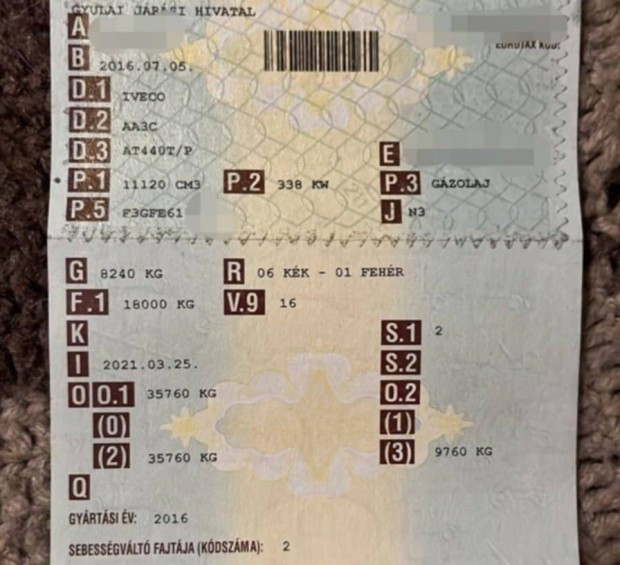 GYULAI JÁRÁSI HIVATAL
A
EUROTAX KÓD:
B 2016.07.05.
D.1 IVECO
D.2 AA3C
D.3 AT440T/P E
P.1 11120 CM3 P.2 338 KW P.3 GÁZOLAJ
P.5 F3GFE61 J N3
G 8240 KG R 06 KÉK - 01 FEHÉR
F.1 18000 KG V.9 16
K S.1 2
I 2021.03.25. S.2
O O.1 35760 KG O.2
(0) (1)
(2) 35760 KG (3) 9760 KG
Q
GYÁRTÁSI ÉV: 2016
SEBESSÉGVÁLTÓ FAJTÁJA (KÓDSZÁMA): 2